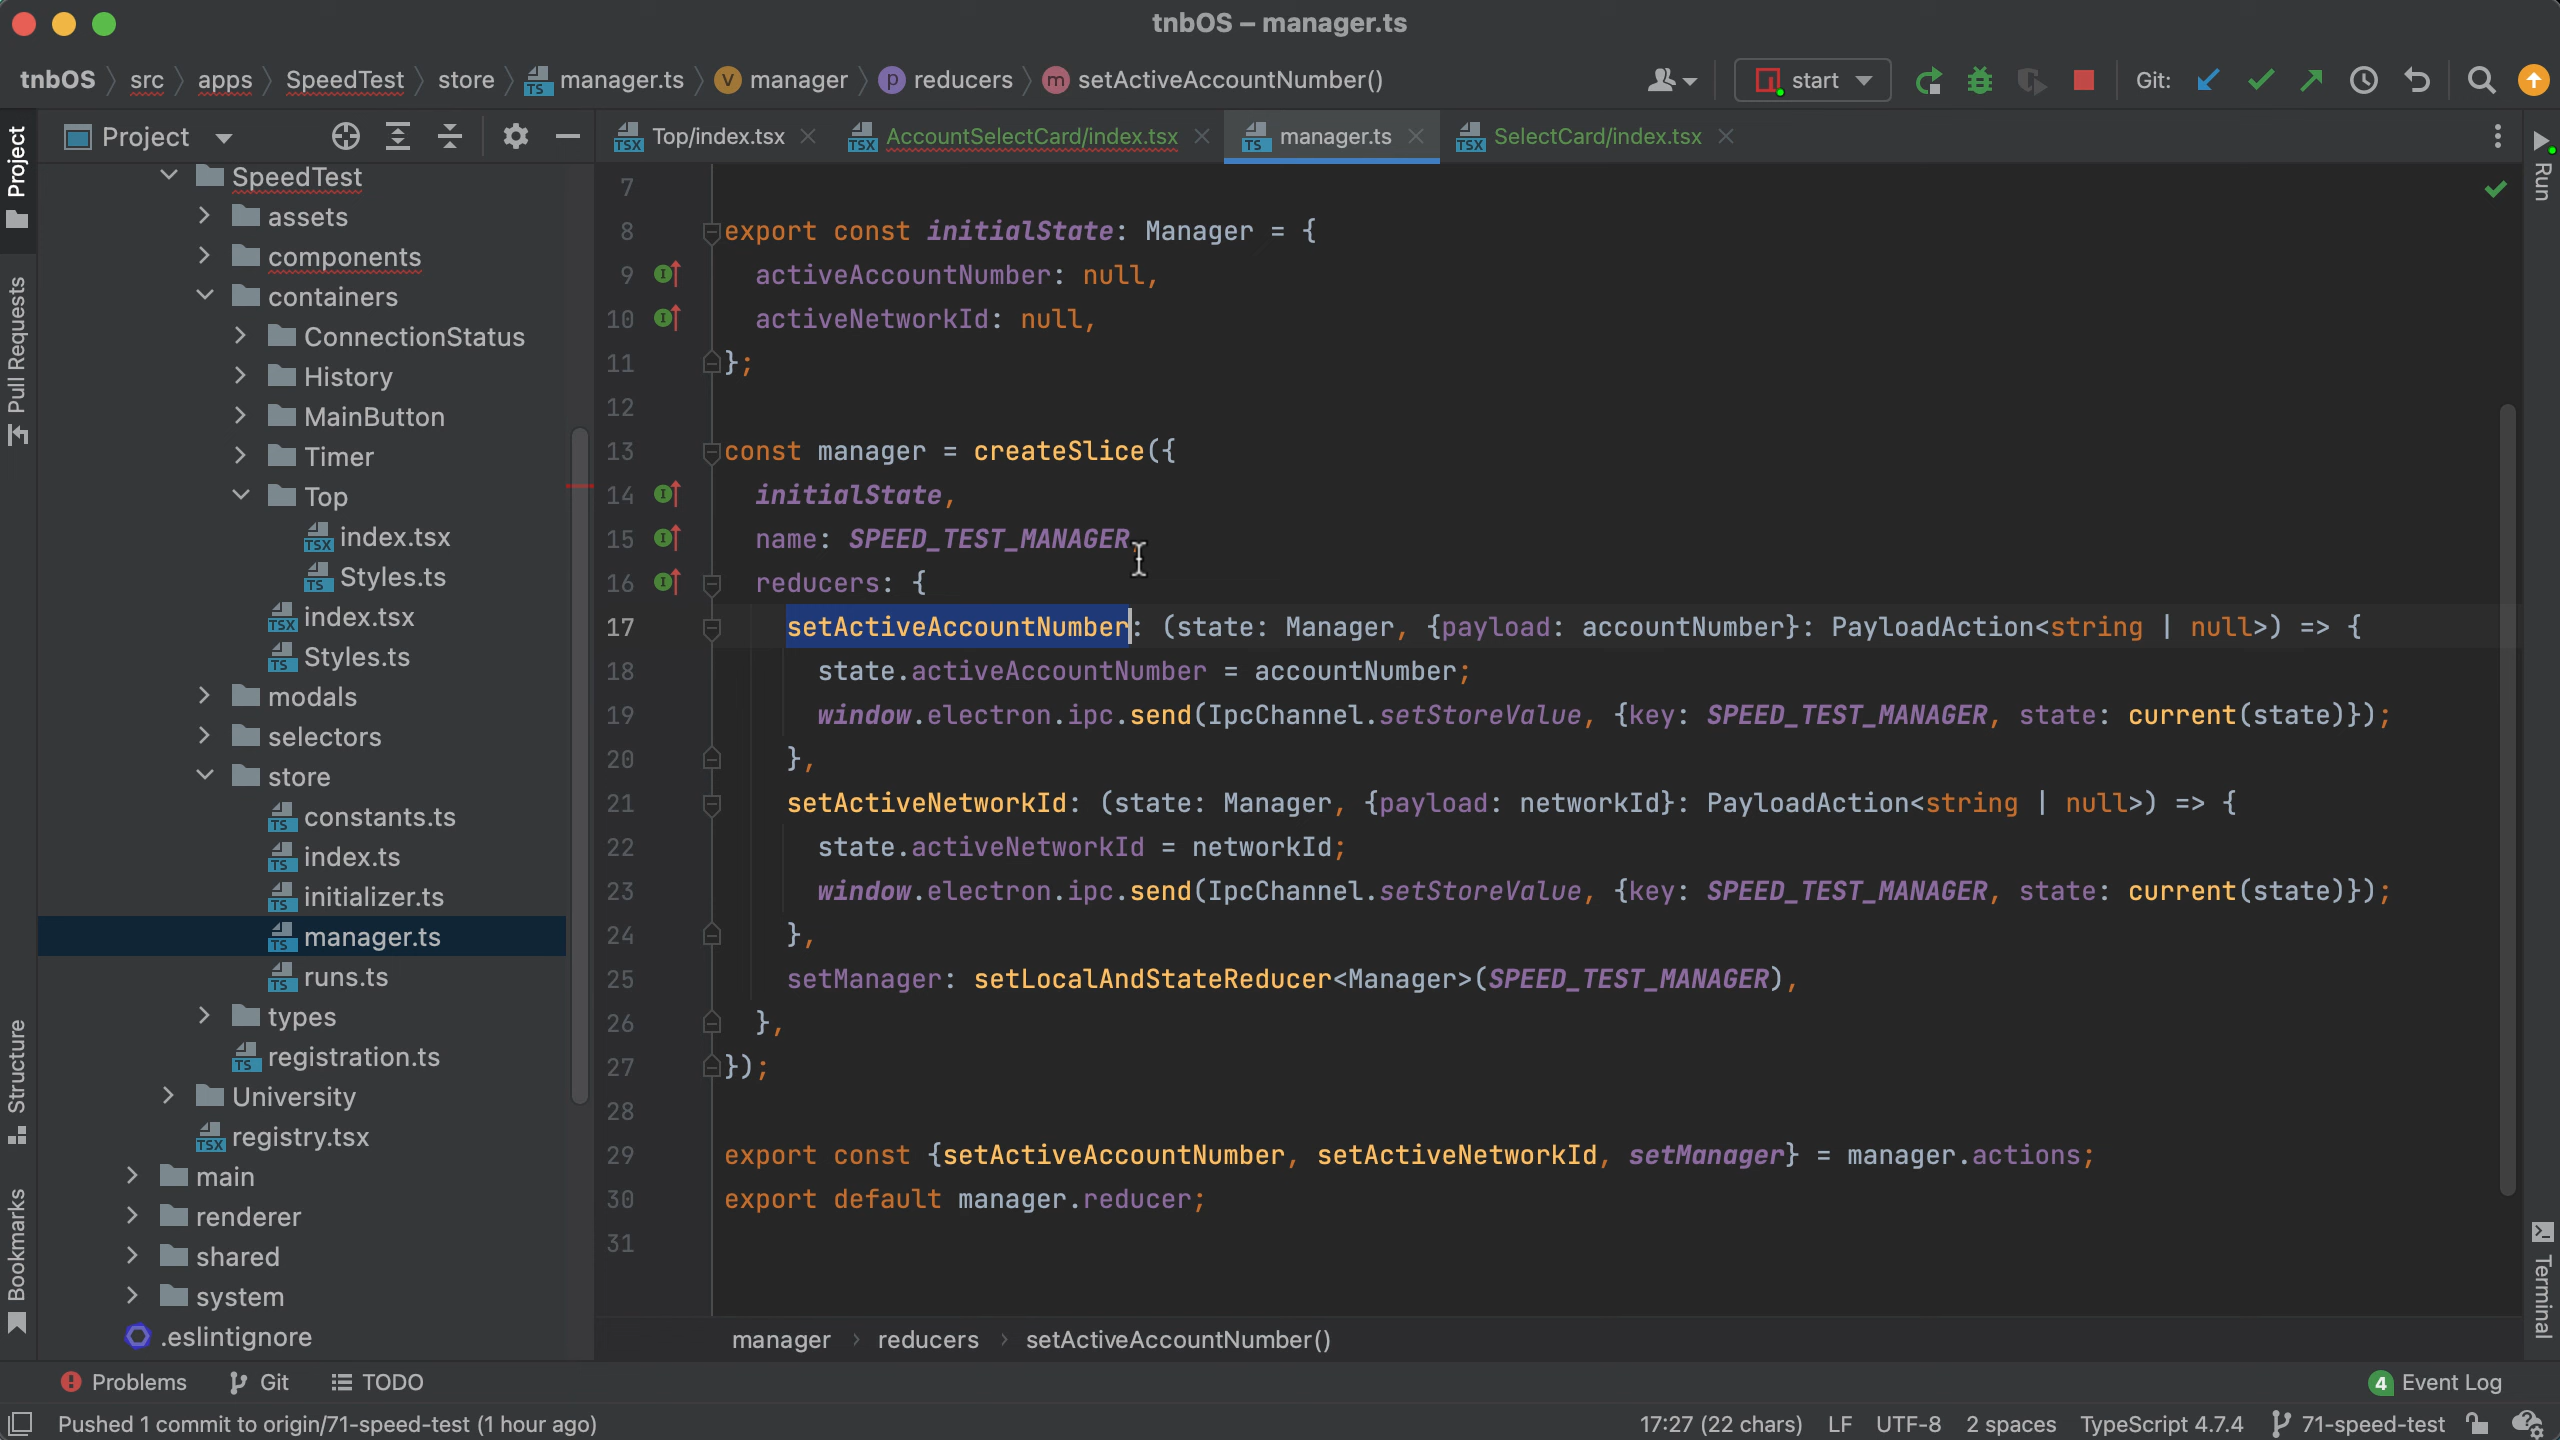 tnbOS – manager.ts
tnbOS src apps SpeedTest store manager.ts manager reducers setActiveAccountNumber()
start Git:
Project
Top/index.tsx AccountSelectCard/index.tsx manager.ts SelectCard/index.tsx
Project
Pull Requests
Structure
Bookmarks
SpeedTest
assets
components
containers
ConnectionStatus
History
MainButton
Timer
Top
index.tsx
Styles.ts
index.tsx
Styles.ts
modals
selectors
store
constants.ts
index.ts
initializer.ts
manager.ts
runs.ts
types
registration.ts
University
registry.tsx
main
renderer
shared
system
.eslintignore
7
8 export const initialState: Manager = {
9 activeAccountNumber: null,
10 activeNetworkId: null,
11 };
12
13 const manager = createSlice({
14 initialState,
15 name: SPEED_TEST_MANAGER,
16 reducers: {
17 setActiveAccountNumber: (state: Manager, {payload: accountNumber}: PayloadAction<string | null>) => {
18 state.activeAccountNumber = accountNumber;
19 window.electron.ipc.send(IpcChannel.setStoreValue, {key: SPEED_TEST_MANAGER, state: current(state)});
20 },
21 setActiveNetworkId: (state: Manager, {payload: networkId}: PayloadAction<string | null>) => {
22 state.activeNetworkId = networkId;
23 window.electron.ipc.send(IpcChannel.setStoreValue, {key: SPEED_TEST_MANAGER, state: current(state)});
24 },
25 setManager: setLocalAndStateReducer<Manager>(SPEED_TEST_MANAGER),
26 },
27 });
28
29 export const {setActiveAccountNumber, setActiveNetworkId, setManager} = manager.actions;
30 export default manager.reducer;
31
Run
Terminal
manager reducers setActiveAccountNumber()
Problems Git TODO
4 Event Log
Pushed 1 commit to origin/71-speed-test (1 hour ago)
17:27 (22 chars) LF UTF-8 2 spaces TypeScript 4.7.4 71-speed-test